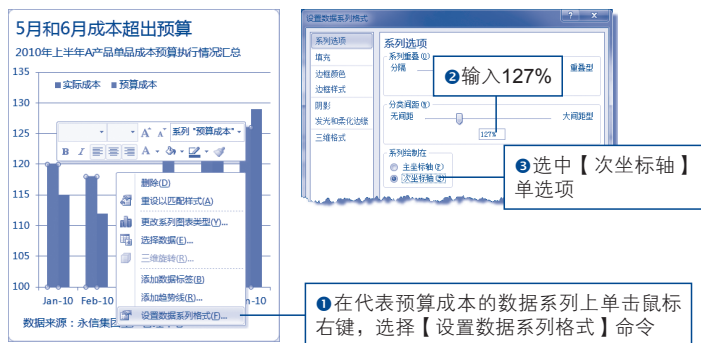 5月和6月成本超出预算
2010年上半年A产品单品成本预算执行情况汇总
135
实际成本 预算成本
130
125
120
115
110
105
100
Jan-10 Feb-10 n-10
数据来源：永信集团
系列 "预算成本"
B I A
删除(D)
重设以匹配样式(A)
更改系列图表类型(Y)...
选择数据(E)...
三维旋转(R)...
添加数据标签(B)
添加趋势线(R)...
设置数据系列格式(F)...
设置数据系列格式
系列选项
填充
边框颜色
边框样式
阴影
发光和柔化边缘
三维格式
系列选项
系列重叠(O)
分隔 重叠型
分类间距(W)
无间距 大间距型
127%
系列绘制在
主坐标轴(P)
次坐标轴(S)
❷输入127%
❸选中【次坐标轴】
单选项
❶在代表预算成本的数据系列上单击鼠标
右键，选择【设置数据系列格式】命令